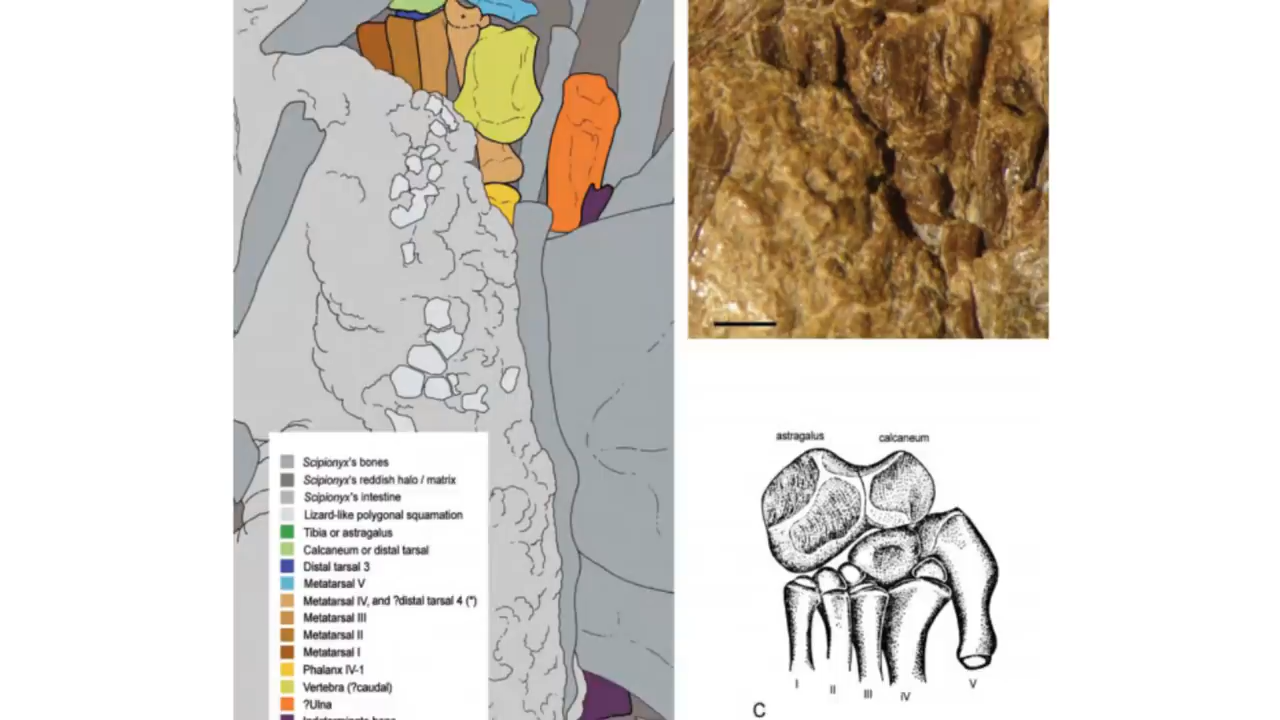 Scipionyx's bones
Scipionyx's reddish halo / matrix
Scipionyx's intestine
Lizard-like polygonal squamation
Tibia or astragalus
Calcaneum or distal tarsal
Distal tarsal 3
Metatarsal V
Metatarsal IV, and ?distal tarsal 4 (*)
Metatarsal III
Metatarsal II
Metatarsal I
Phalanx IV-1
Vertebra (?caudal)
?Ulna
Indeterminate bone
astragalus calcaneum
I II III IV V
C